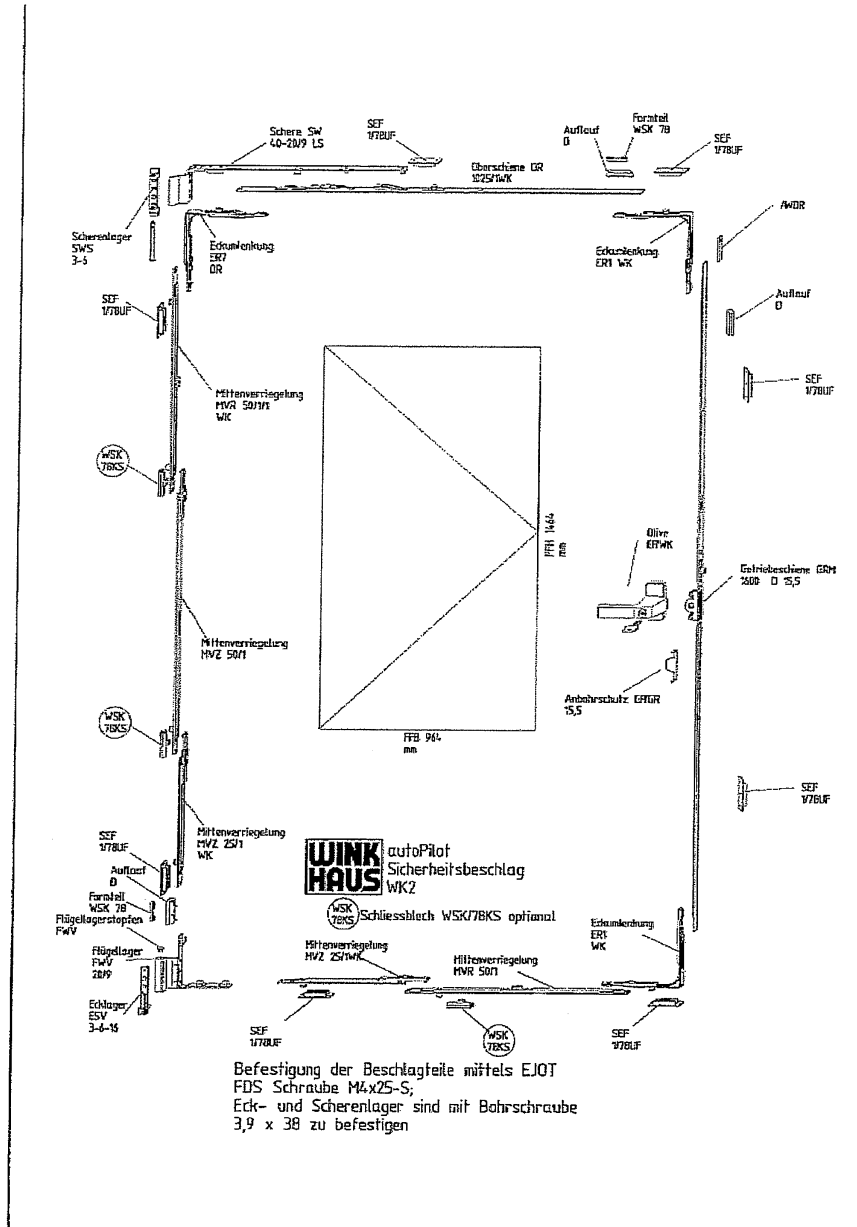 Schere SW
40-20/9 LS
SEF
1/78UF
Formteil
WSK 78
Auflauf
D
SEF
1/78UF
Oberschiene OR
1025/1WK
AWDR
Scherenlager
SWS
3-6
Eckumlenkung
ER7
OR
Eckumlenkung
ER1 WK
SEF
1/78UF
Auflauf
D
SEF
1/78UF
Mittenverriegelung
MVR 50/1/1
WK
WSK
78KS
FFH 1464
mm
Olive
Getriebeschiene GRM
1600 D 15,5
Mittenverriegelung
MVZ 50/1
Anbohrschutz
15,5
WSK
78KS
FFB 964
mm
SEF
1/78UF
Mittenverriegelung
MVZ 25/1
WK
SEF
1/78UF
Auflauf
D
Formteil
WSK 78
Flügellagerstopfen
FWV
WINK
HAUS
autoPilot
Sicherheitsbeschlag
WK2
WSK
78KS
Schliessblech WSK/78KS optional
Eckumlenkung
ER1
WK
Flügellager
FWV
20/9
Mittenverriegelung
MVZ 25/1WK
Mittenverriegelung
MVR 50/1
Ecklager
ESV
3-6-16
SEF
1/78UF
WSK
78KS
SEF
1/78UF
Befestigung der Beschlagteile mittels EJOT
FDS Schraube M4x25-S;
Eck- und Scherenlager sind mit Bohrschraube
3,9 x 38 zu befestigen